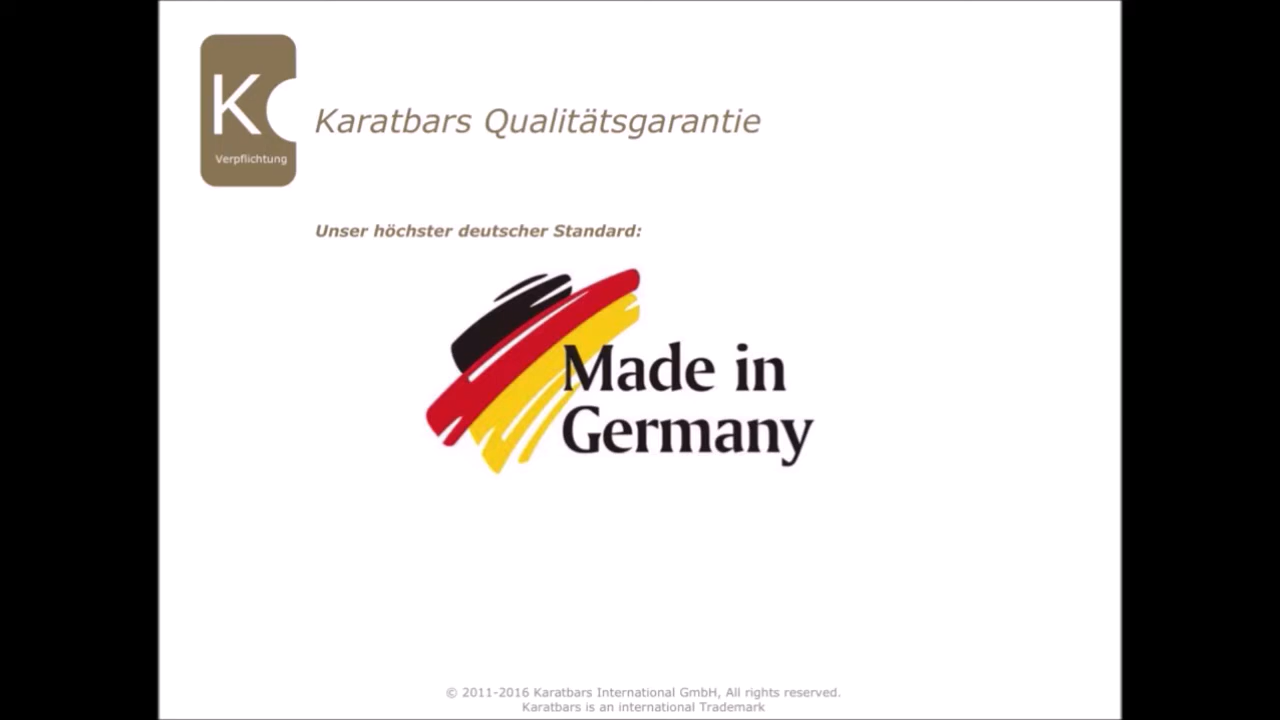 K
Verpflichtung
Karatbars Qualitätsgarantie
Unser höchster deutscher Standard:
Made in
Germany
© 2011-2016 Karatbars International GmbH, All rights reserved.
Karatbars is an international Trademark